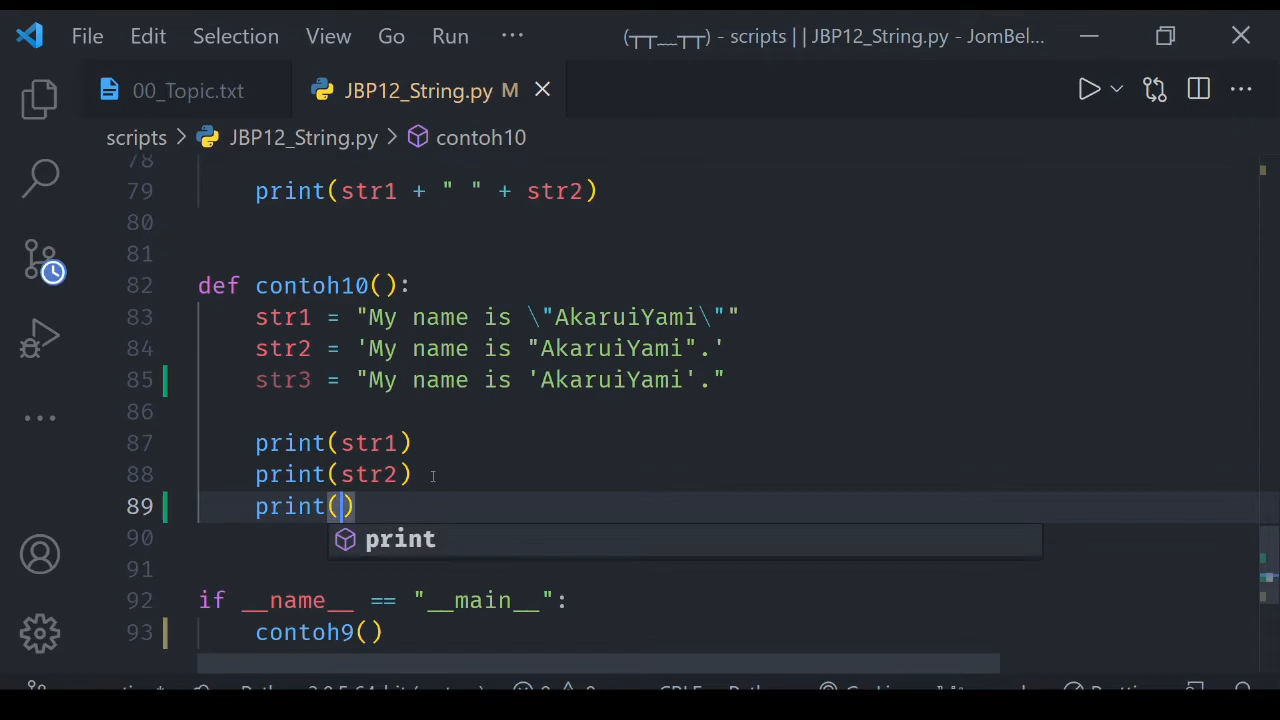 File Edit Selection View Go Run ··· (┬┬﹏┬┬) - scripts | | JBP12_String.py - JomBel...
00_Topic.txt JBP12_String.py M
scripts > JBP12_String.py > contoh10
78
79 print(str1 + " " + str2)
80
81
82 def contoh10():
83 str1 = "My name is \"AkaruiYami\""
84 str2 = 'My name is "AkaruiYami".'
85 str3 = "My name is 'AkaruiYami'."
86
87 print(str1)
88 print(str2)
89 print()
90 print
91
92 if __name__ == "__main__":
93 contoh9()